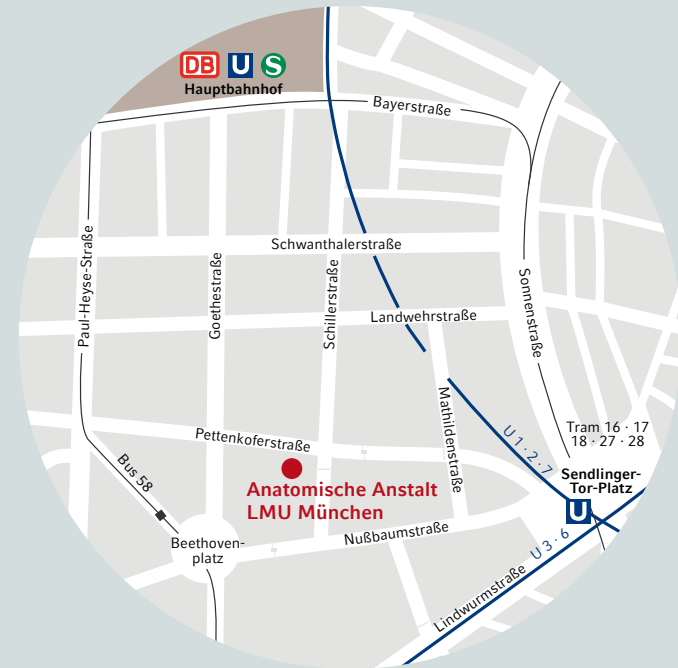 DB U S
Hauptbahnhof
Bayerstraße
Schwanthalerstraße
Paul-Heyse-Straße
Goethestraße
Schillerstraße
Sonnenstraße
Landwehrstraße
Mathildenstraße
Pettenkoferstraße
U 1 · 2 · 7
Tram 16 · 17
18 · 27 · 28
Sendlinger-
Tor-Platz
U
Bus 58
Anatomische Anstalt
LMU München
Beethoven-
platz
Nußbaumstraße
U 3 · 6
Lindwurmstraße